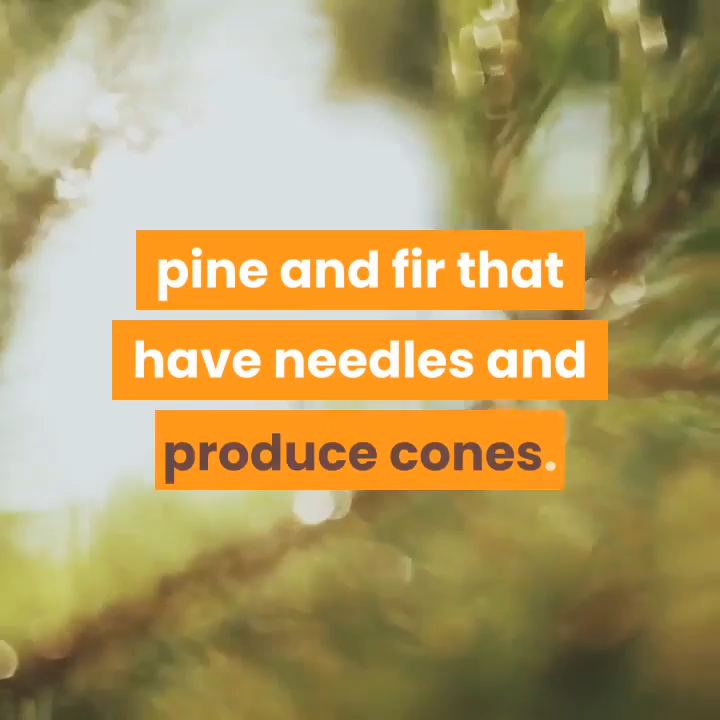 pine and fir that
have needles and
produce cones.